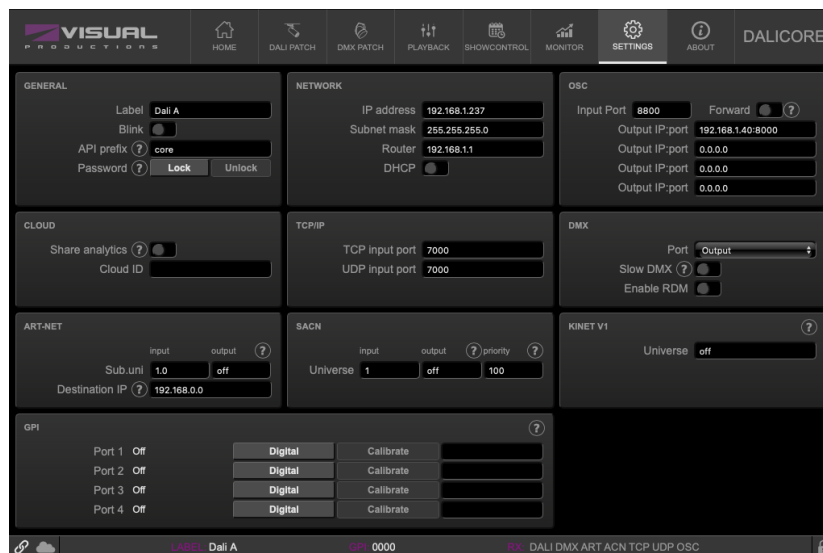 VISUAL
PRODUCTIONS
HOME
DALI PATCH
DMX PATCH
PLAYBACK
SHOWCONTROL
MONITOR
SETTINGS
ABOUT
DALICORE
GENERAL
Label Dali A
Blink
API prefix ? core
Password ? Lock Unlock
NETWORK
IP address 192.168.1.237
Subnet mask 255.255.255.0
Router 192.168.1.1
DHCP
OSC
Input Port 8800 Forward ?
Output IP:port 192.168.1.40:8000
Output IP:port 0.0.0.0
Output IP:port 0.0.0.0
Output IP:port 0.0.0.0
CLOUD
Share analytics ?
Cloud ID
TCP/IP
TCP input port 7000
UDP input port 7000
DMX
Port Output
Slow DMX ?
Enable RDM
ART-NET
input output ?
Sub.uni 1.0 off
Destination IP ? 192.168.0.0
SACN
input output ? priority ?
Universe 1 off 100
KINET V1 ?
Universe off
GPI ?
Port 1 Off Digital Calibrate
Port 2 Off Digital Calibrate
Port 3 Off Digital Calibrate
Port 4 Off Digital Calibrate
LABEL: Dali A GPI: 0000 RX: DALI DMX ART ACN TCP UDP OSC